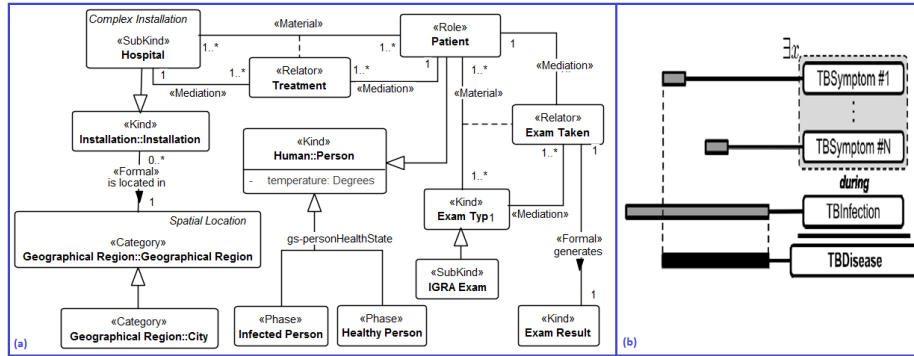 Complex Installation
«SubKind»
Hospital
1
1..*
«Material»
1..*
«Role»
Patient
1
1..*
1
1..*
«Mediation»
«Relator»
Treatment
1..*
«Mediation»
1..*
«Material»
«Mediation»
1..*
«Relator»
Exam Taken
1..*
1
«Kind»
Installation::Installation
0..*
«Formal»
is located in
1
«Kind»
Human::Person
- temperature: Degrees
1..*
«Kind»
Exam Typ1
«Mediation»
Spatial Location
«Category»
Geographical Region::Geographical Region
gs-personHealthState
«Formal»
generates
1
«SubKind»
IGRA Exam
«Category»
Geographical Region::City
«Phase»
Infected Person
«Phase»
Healthy Person
«Kind»
Exam Result
(a)
∃x
TBSymptom #1
⋮
TBSymptom #N
during
TBInfection
TBDisease
(b)